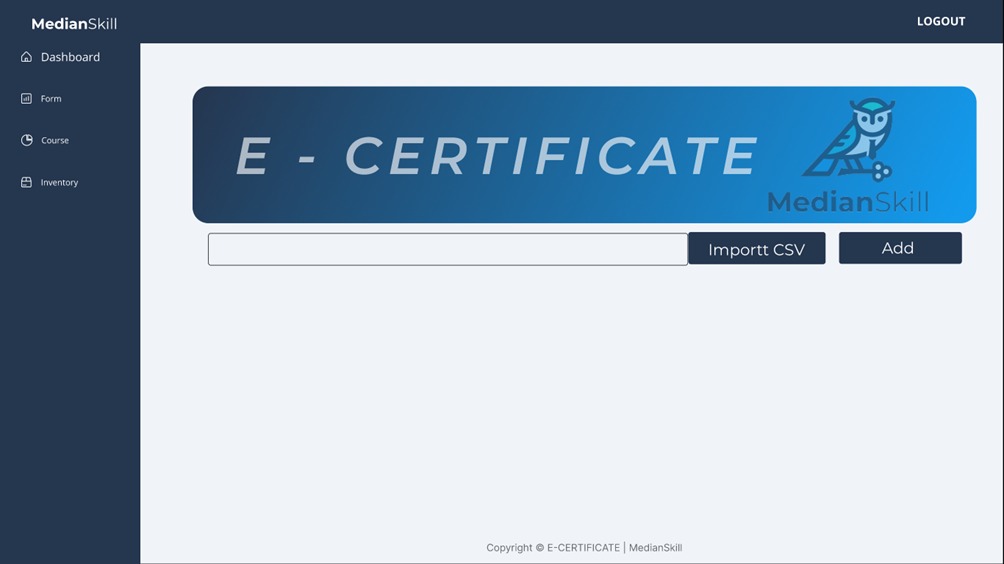 MedianSkill
LOGOUT
Dashboard
Form
Course
Inventory
E - CERTIFICATE
MedianSkill
Importt CSV
Add
Copyright © E-CERTIFICATE | MedianSkill